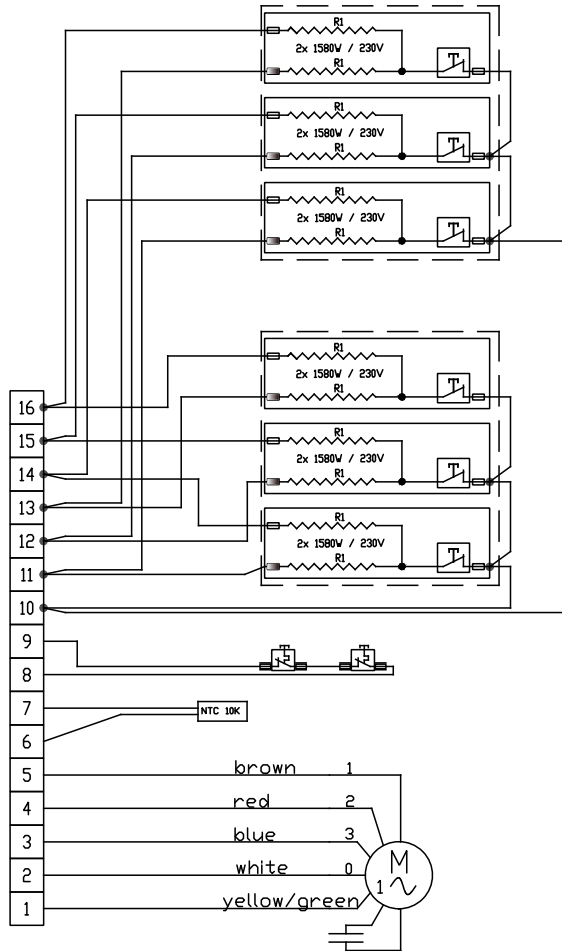 R1
2x 1580W / 230V
R1
R1
2x 1580W / 230V
R1
R1
2x 1580W / 230V
R1
R1
2x 1580W / 230V
R1
R1
2x 1580W / 230V
R1
R1
2x 1580W / 230V
R1
16
15
14
13
12
11
10
9
8
7
NTC 10K
6
5 brown 1
4 red 2
3 blue 3
2 white 0
1 yellow/green
M
1